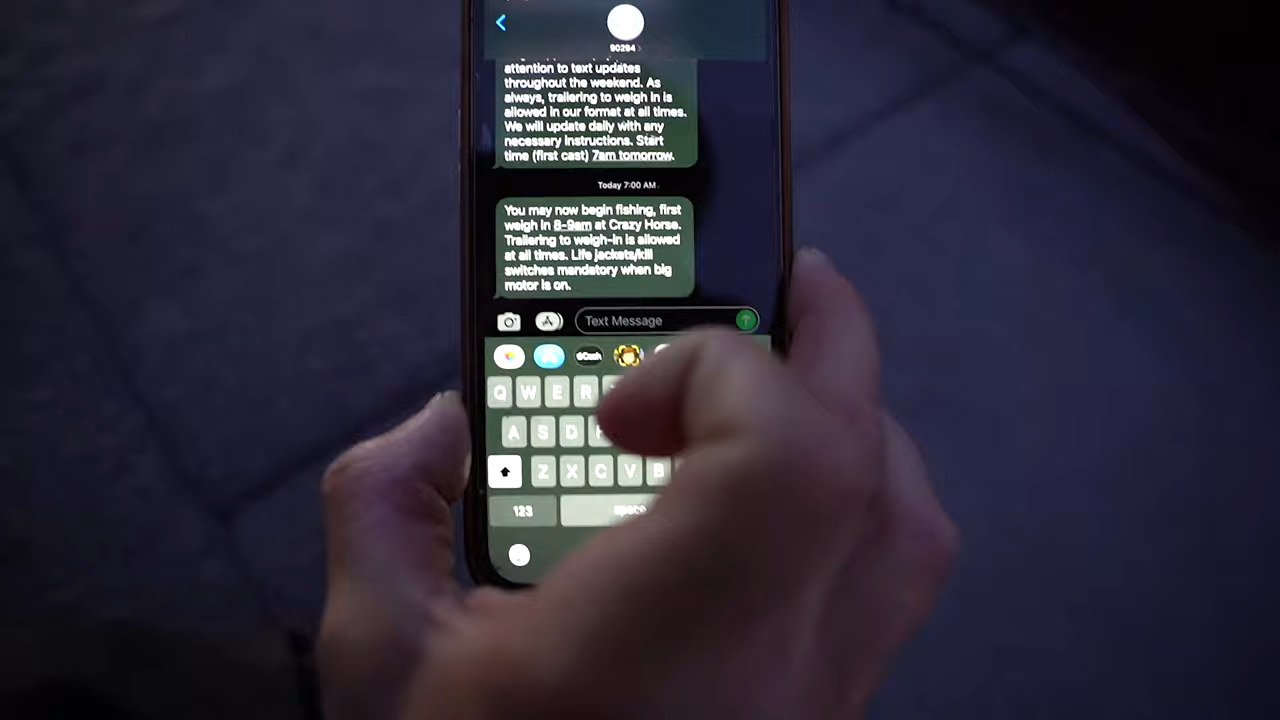 90294
attention to text updates
throughout the weekend. As
always, trailering to weigh in is
allowed in our format at all times.
We will update daily with any
necessary instructions. Start
time (first cast) 7am tomorrow.
Today 7:00 AM
You may now begin fishing, first
weigh in 8-9am at Crazy Horse.
Trailering to weigh-in is allowed
at all times. Life jackets/kill
switches mandatory when big
motor is on.
Text Message
Cash
Q W E R
A S D
Z X C V B
123 space